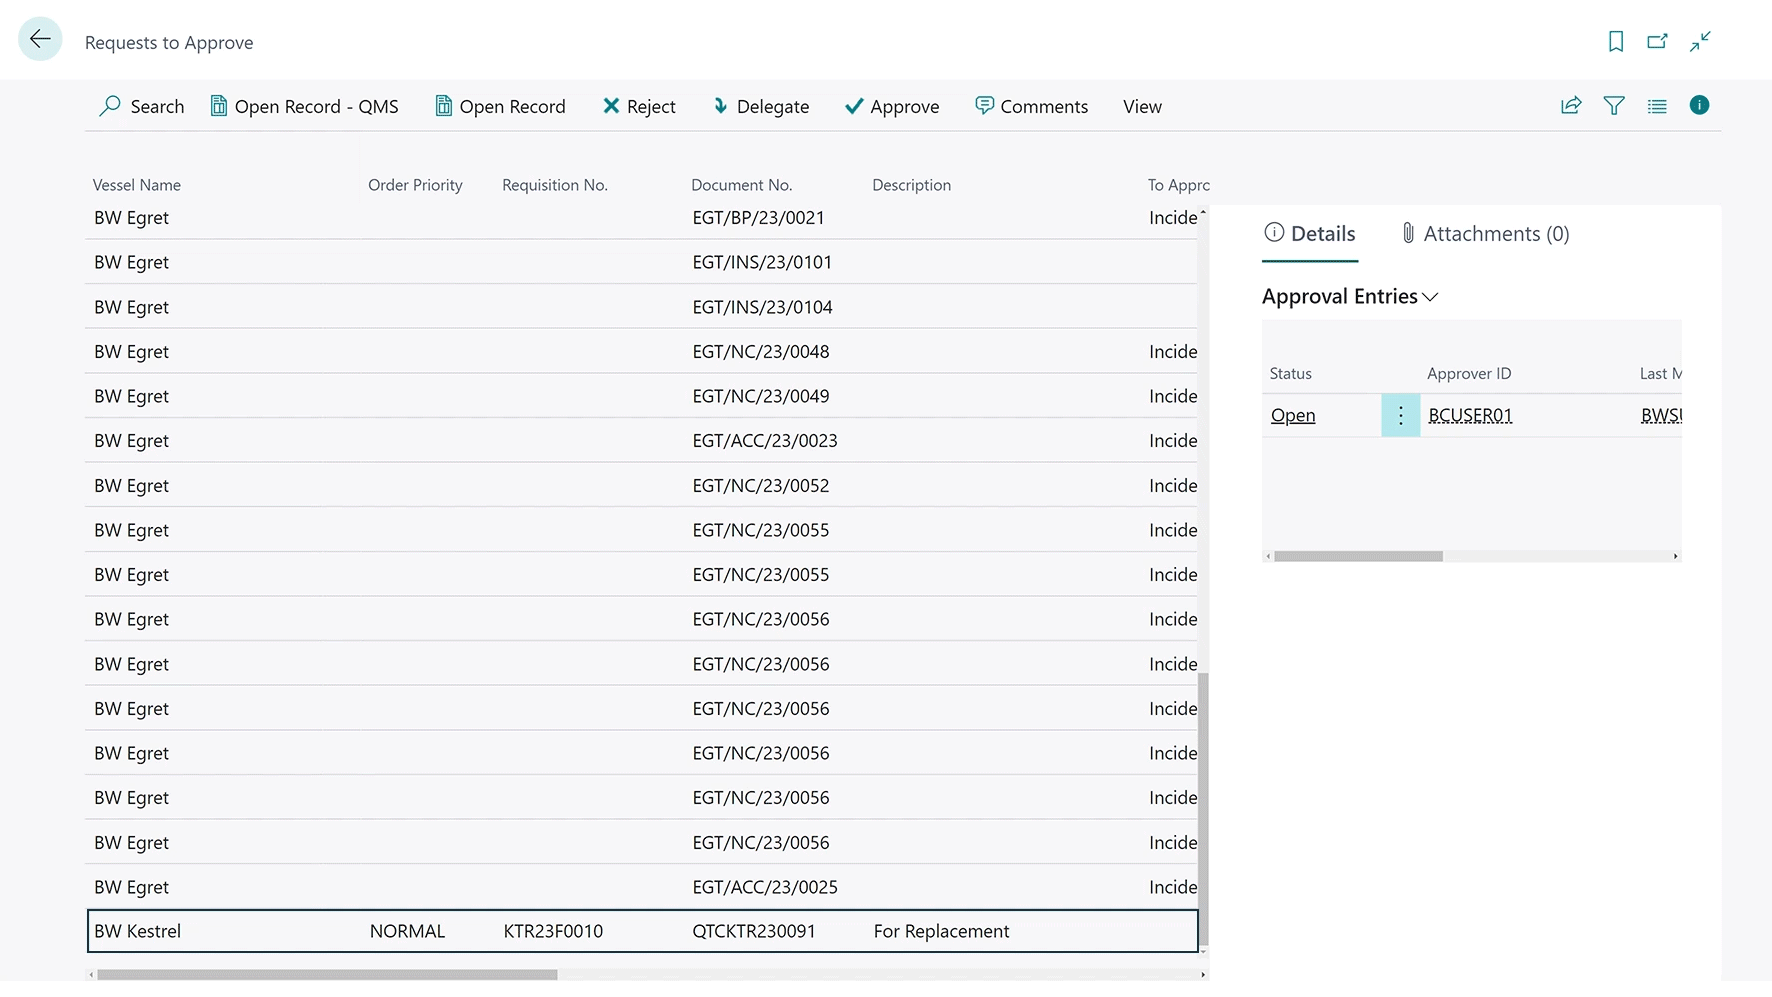 Requests to Approve
Search Open Record - QMS Open Record Reject Delegate Approve Comments View
Vessel Name Order Priority Requisition No. Document No. Description To Appro
BW Egret EGT/BP/23/0021 Incide
BW Egret EGT/INS/23/0101
BW Egret EGT/INS/23/0104
BW Egret EGT/NC/23/0048 Incide
BW Egret EGT/NC/23/0049 Incide
BW Egret EGT/ACC/23/0023 Incide
BW Egret EGT/NC/23/0052 Incide
BW Egret EGT/NC/23/0055 Incide
BW Egret EGT/NC/23/0055 Incide
BW Egret EGT/NC/23/0056 Incide
BW Egret EGT/NC/23/0056 Incide
BW Egret EGT/NC/23/0056 Incide
BW Egret EGT/NC/23/0056 Incide
BW Egret EGT/NC/23/0056 Incide
BW Egret EGT/NC/23/0056 Incide
BW Egret EGT/ACC/23/0025 Incide
BW Kestrel NORMAL KTR23F0010 QTCKTR230091 For Replacement
Details Attachments (0)
Approval Entries
Status Approver ID Last M
Open BCUSER01 BWSU